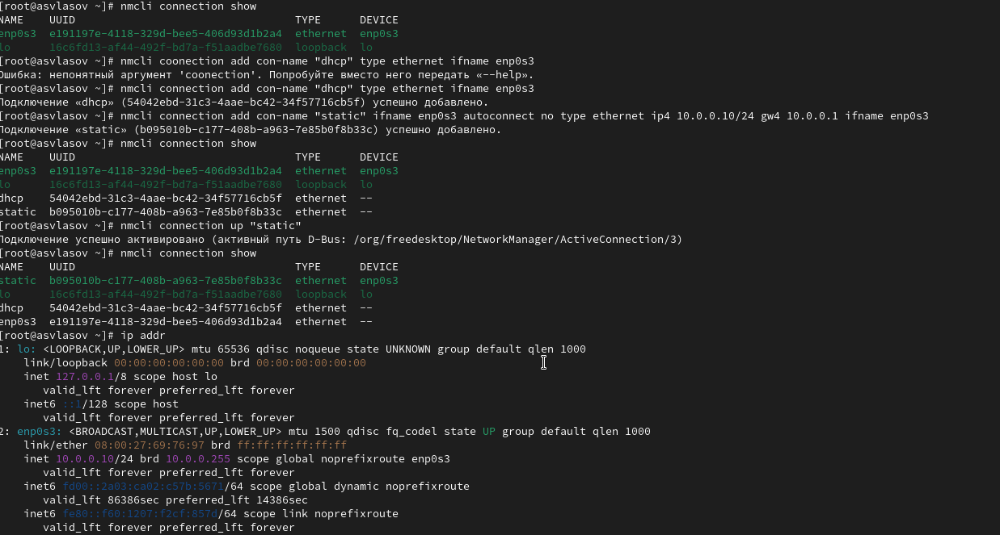 [root@asvlasov ~]# nmcli connection show
NAME    UUID                                  TYPE      DEVICE
enp0s3  e191197e-4118-329d-bee5-406d93d1b2a4  ethernet  enp0s3
lo      16c6fd13-af44-492f-bd7a-f51aadbe7680  loopback  lo
[root@asvlasov ~]# nmcli coonection add con-name "dhcp" type ethernet ifname enp0s3
Ошибка: непонятный аргумент 'coonection'. Попробуйте вместо него передать «--help».
[root@asvlasov ~]# nmcli connection add con-name "dhcp" type ethernet ifname enp0s3
Подключение «dhcp» (54042ebd-31c3-4aae-bc42-34f57716cb5f) успешно добавлено.
[root@asvlasov ~]# nmcli connection add con-name "static" ifname enp0s3 autoconnect no type ethernet ip4 10.0.0.10/24 gw4 10.0.0.1 ifname enp0s3
Подключение «static» (b095010b-c177-408b-a963-7e85b0f8b33c) успешно добавлено.
[root@asvlasov ~]# nmcli connection show
NAME    UUID                                  TYPE      DEVICE
enp0s3  e191197e-4118-329d-bee5-406d93d1b2a4  ethernet  enp0s3
lo      16c6fd13-af44-492f-bd7a-f51aadbe7680  loopback  lo
dhcp    54042ebd-31c3-4aae-bc42-34f57716cb5f  ethernet  --
static  b095010b-c177-408b-a963-7e85b0f8b33c  ethernet  --
[root@asvlasov ~]# nmcli connection up "static"
Подключение успешно активировано (активный путь D-Bus: /org/freedesktop/NetworkManager/ActiveConnection/3)
[root@asvlasov ~]# nmcli connection show
NAME    UUID                                  TYPE      DEVICE
static  b095010b-c177-408b-a963-7e85b0f8b33c  ethernet  enp0s3
lo      16c6fd13-af44-492f-bd7a-f51aadbe7680  loopback  lo
dhcp    54042ebd-31c3-4aae-bc42-34f57716cb5f  ethernet  --
enp0s3  e191197e-4118-329d-bee5-406d93d1b2a4  ethernet  --
[root@asvlasov ~]# ip addr
1: lo: <LOOPBACK,UP,LOWER_UP> mtu 65536 qdisc noqueue state UNKNOWN group default qlen 1000
    link/loopback 00:00:00:00:00:00 brd 00:00:00:00:00:00
    inet 127.0.0.1/8 scope host lo
       valid_lft forever preferred_lft forever
    inet6 ::1/128 scope host
       valid_lft forever preferred_lft forever
2: enp0s3: <BROADCAST,MULTICAST,UP,LOWER_UP> mtu 1500 qdisc fq_codel state UP group default qlen 1000
    link/ether 08:00:27:69:76:97 brd ff:ff:ff:ff:ff:ff
    inet 10.0.0.10/24 brd 10.0.0.255 scope global noprefixroute enp0s3
       valid_lft forever preferred_lft forever
    inet6 fd00::2a03:ca02:c57b:5671/64 scope global dynamic noprefixroute
       valid_lft 86386sec preferred_lft 14386sec
    inet6 fe80::f60:1207:f2cf:857d/64 scope link noprefixroute
       valid_lft forever preferred_lft forever